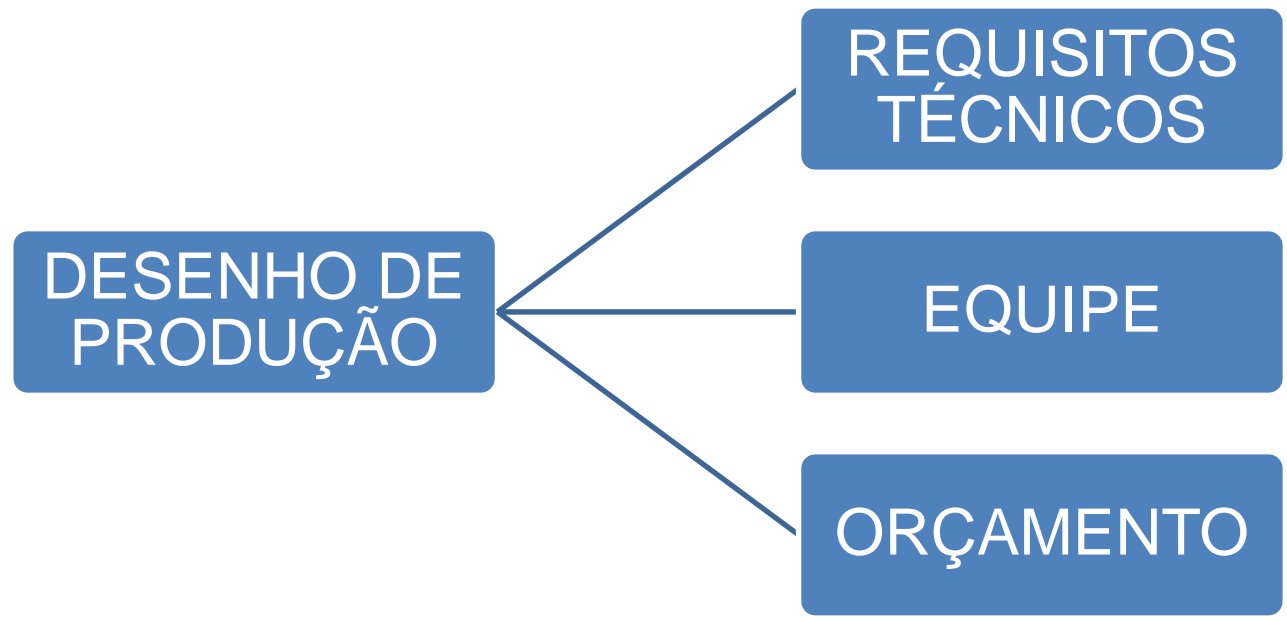 REQUISITOS
TÉCNICOS
DESENHO DE
PRODUÇÃO
EQUIPE
ORÇAMENTO